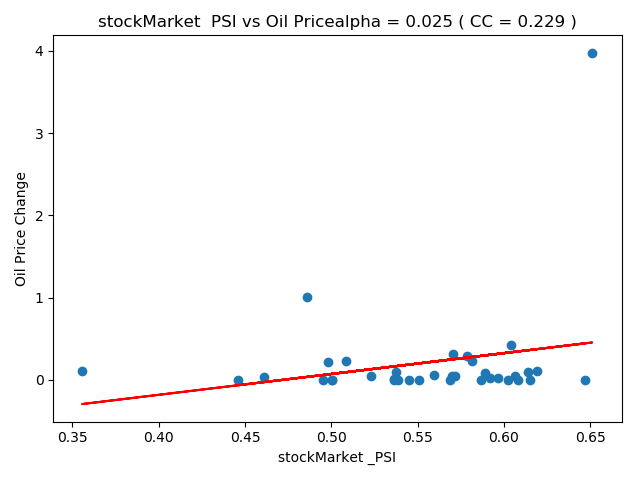 stockMarket  PSI vs Oil Pricealpha = 0.025 ( CC = 0.229 )
4
3
2
1
0
Oil Price Change
0.35 0.40 0.45 0.50 0.55 0.60 0.65
stockMarket _PSI